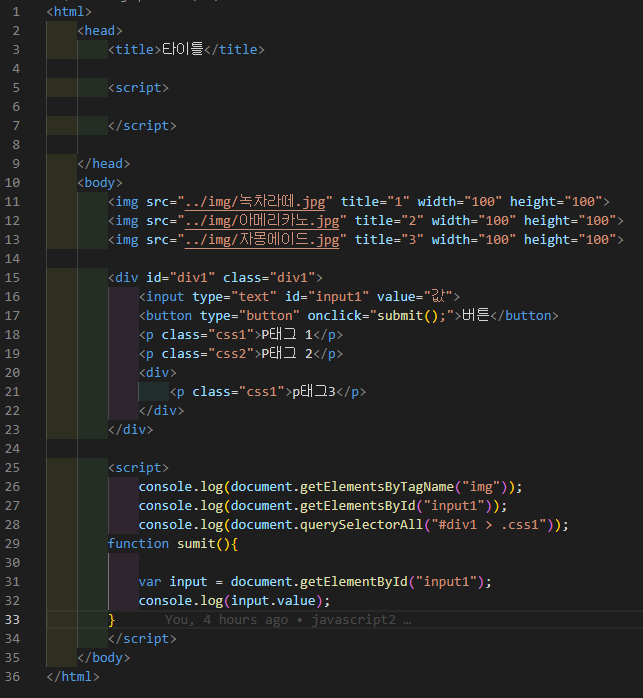 1 <html>
2 <head>
3 <title>타이틀</title>
4
5 <script>
6
7 </script>
8
9 </head>
10 <body>
11 <img src="../img/녹차라떼.jpg" title="1" width="100" height="100">
12 <img src="../img/아메리카노.jpg" title="2" width="100" height="100">
13 <img src="../img/자몽에이드.jpg" title="3" width="100" height="100">
14
15 <div id="div1" class="div1">
16 <input type="text" id="input1" value="값">
17 <button type="button" onclick="submit();">버튼</button>
18 <p class="css1">P태그 1</p>
19 <p class="css2">P태그 2</p>
20 <div>
21 <p class="css1">p태그3</p>
22 </div>
23 </div>
24
25 <script>
26 console.log(document.getElementsByTagName("img"));
27 console.log(document.getElementsById("input1"));
28 console.log(document.querySelectorAll("#div1 > .css1"));
29 function sumit(){
30
31 var input = document.getElementById("input1");
32 console.log(input.value);
33 } You, 4 hours ago • javascript2 …
34 </script>
35 </body>
36 </html>